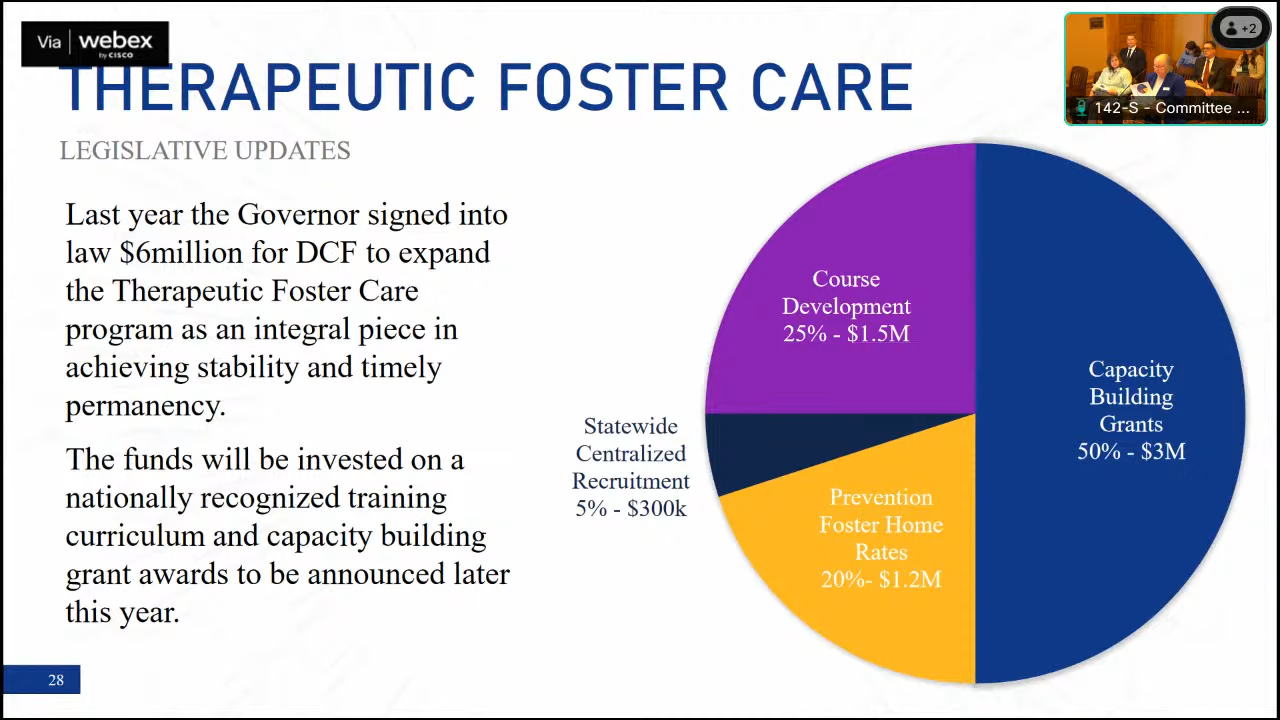 Via webex
by CISCO
+2
142-S - Committee ...
THERAPEUTIC FOSTER CARE
LEGISLATIVE UPDATES
Last year the Governor signed into
law $6million for DCF to expand
the Therapeutic Foster Care
program as an integral piece in
achieving stability and timely
permanency.
The funds will be invested on a
nationally recognized training
curriculum and capacity building
grant awards to be announced later
this year.
Course
Development
25% - $1.5M
Capacity
Building
Grants
50% - $3M
Statewide
Centralized
Recruitment
5% - $300k
Prevention
Foster Home
Rates
20%- $1.2M
28